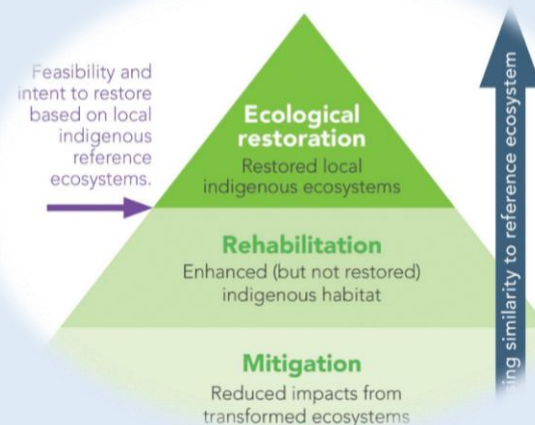 Feasibility and
intent to restore
based on local
indigenous
reference
ecosystems.
Ecological
restoration
Restored local
indigenous ecosystems
Rehabilitation
Enhanced (but not restored)
indigenous habitat
Mitigation
Reduced impacts from
transformed ecosystems
similarity to reference ecosystem